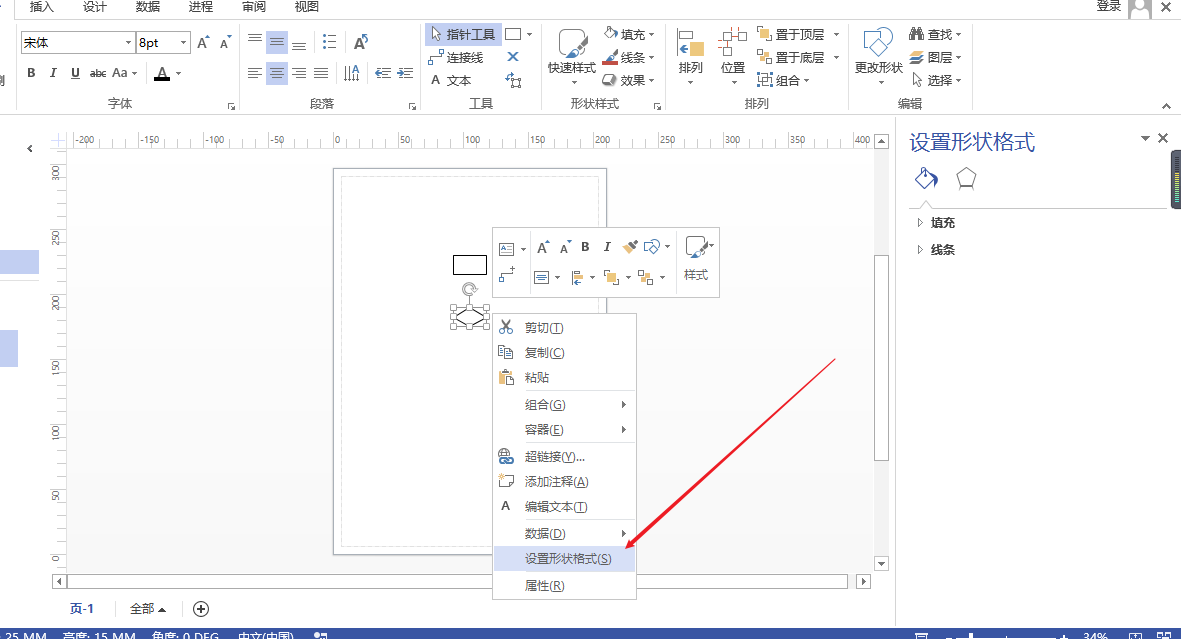 插入 设计 数据 进程 审阅 视图 登录
宋体 8pt A A 指针工具 填充 置于顶层 查找
连接线 线条 置于底层 图层
B I U abc Aa A A 文本 快速样式 效果 排列 位置 组合 更改形状 选择
字体 段落 工具 形状样式 排列 编辑
设置形状格式
-200 -150 -100 -50 0 50 100 150 200 250 300 350 400
300 250 200 150 100 50 0
填充
线条
A A B I
样式
剪切(T)
复制(C)
粘贴
组合(G)
容器(E)
超链接(Y)...
添加注释(A)
A 编辑文本(T)
数据(D)
设置形状格式(S)
属性(R)
页-1 全部
25 MM 高度: 15 MM 角度: 0 DEG 中文(中国) 34%